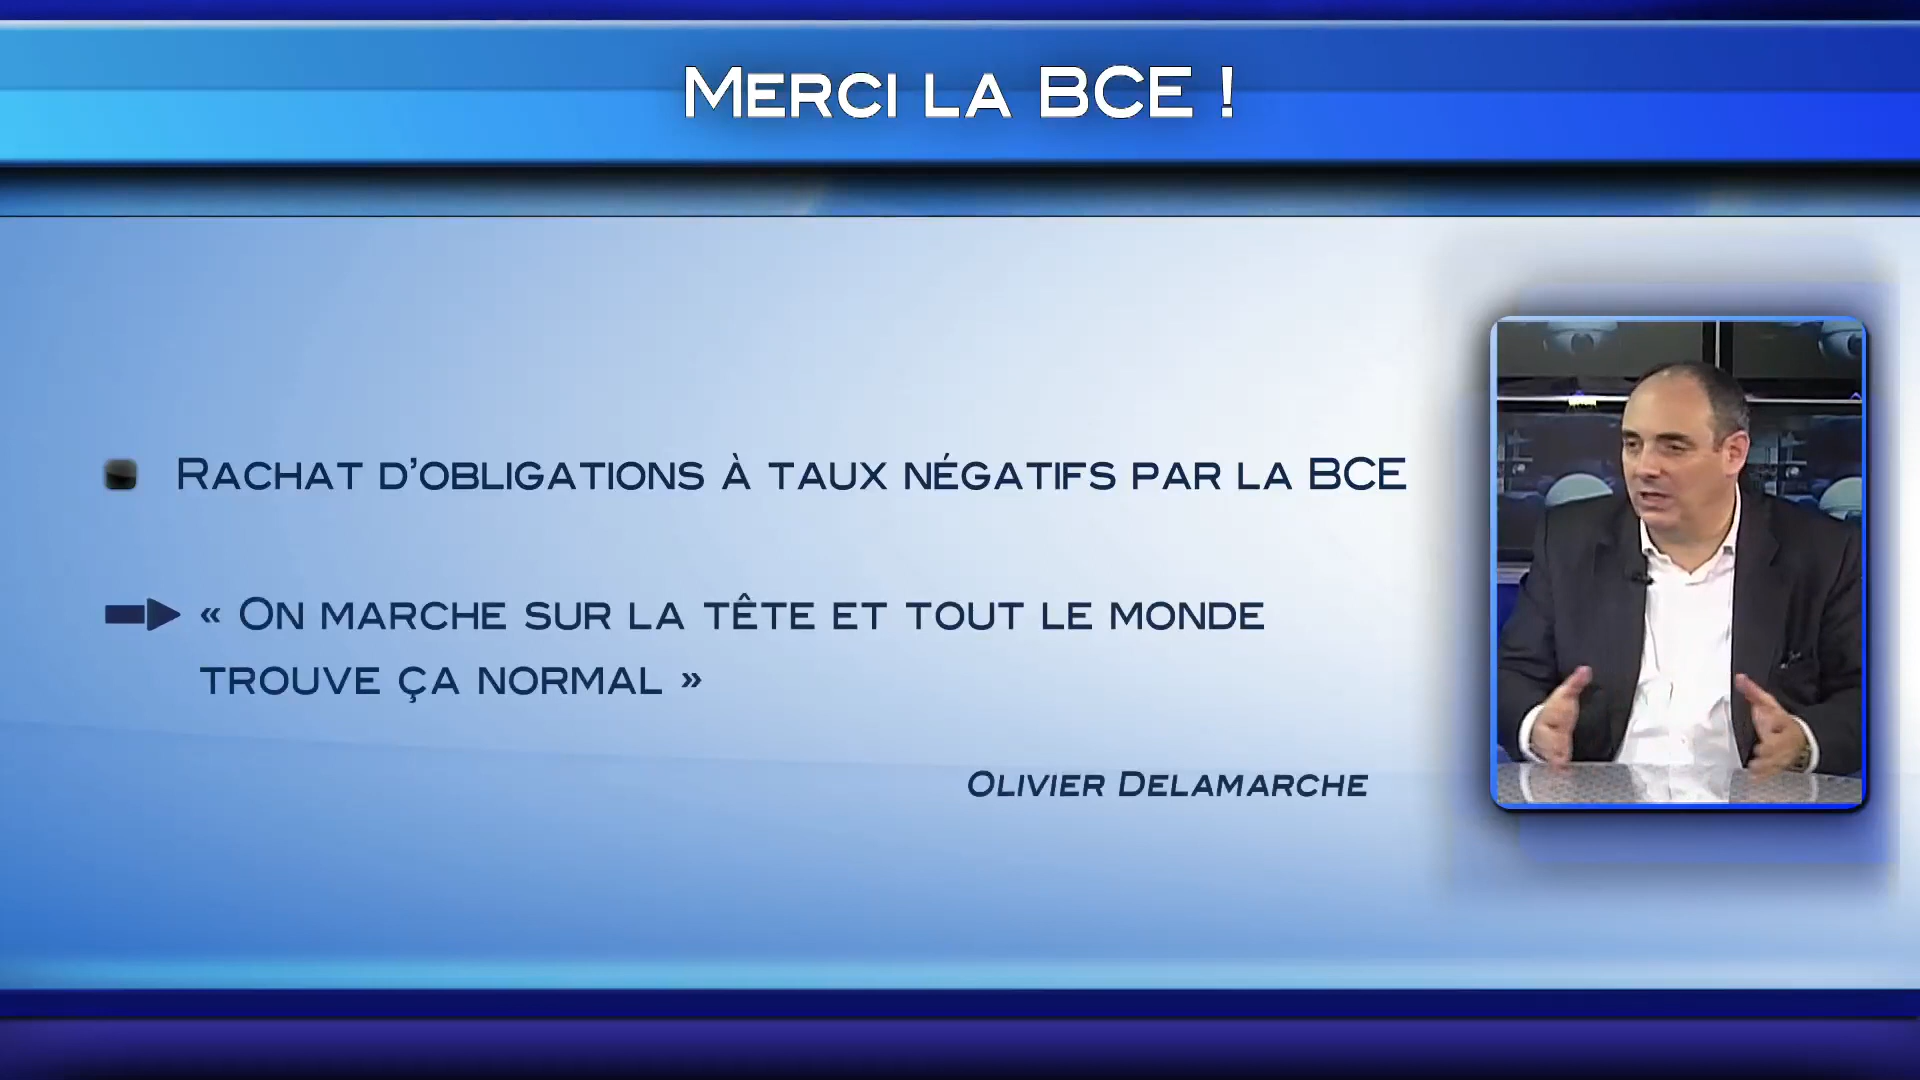 Merci la BCE !
Rachat d’obligations à taux négatifs par la BCE
« On marche sur la tête et tout le monde
trouve ça normal »
Olivier Delamarche